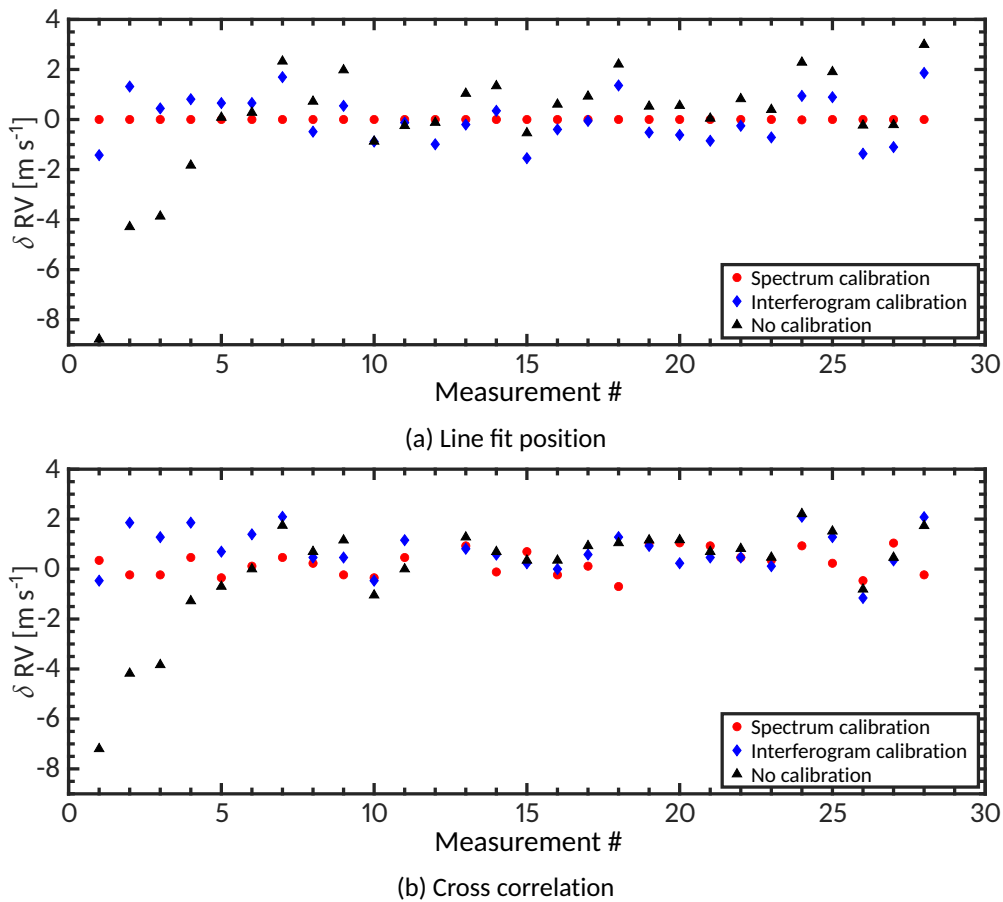 4
2
0
-2
-4
-6
-8
δ RV [m s-1]
Spectrum calibration
Interferogram calibration
No calibration
0 5 10 15 20 25 30
Measurement #
(a) Line fit position
4
2
0
-2
-4
-6
-8
δ RV [m s-1]
Spectrum calibration
Interferogram calibration
No calibration
0 5 10 15 20 25 30
Measurement #
(b) Cross correlation